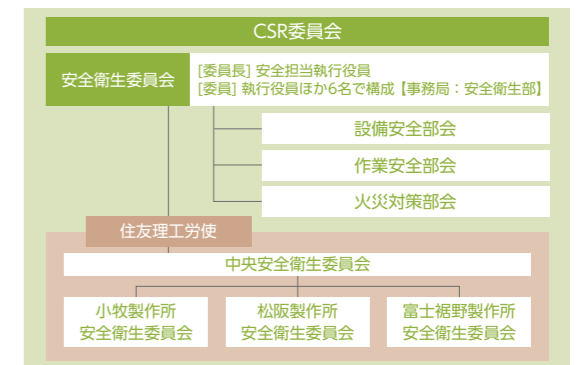 CSR委員会
安全衛生委員会
[委員長] 安全担当執行役員
[委員] 執行役員ほか6名で構成【事務局:安全衛生部】
設備安全部会
作業安全部会
火災対策部会
住友理工労使
中央安全衛生委員会
小牧製作所
安全衛生委員会
松阪製作所
安全衛生委員会
富士裾野製作所
安全衛生委員会